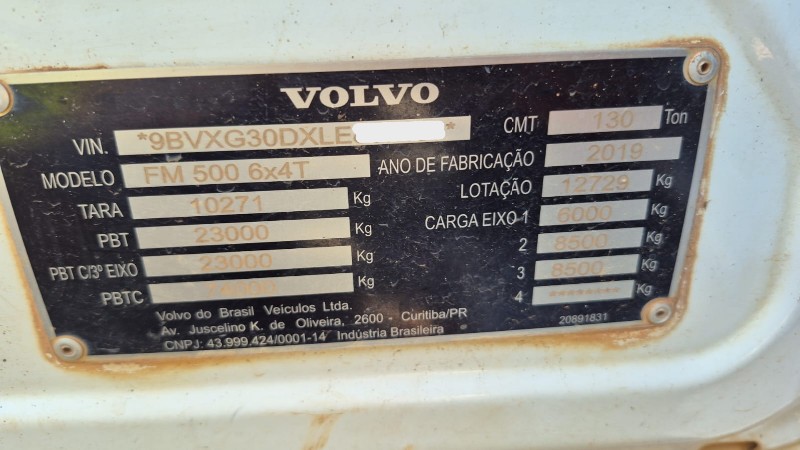 VOLVO
VIN. *9BVXG30DXLE *
MODELO FM 500 6x4T
TARA 10271 Kg
PBT 23000 Kg
PBT C/3º EIXO 23000 Kg
PBTC Kg
CMT 130 Ton
ANO DE FABRICAÇÃO 2019
LOTAÇÃO 12729 Kg
CARGA EIXO 1 6000 Kg
2 8500 Kg
3 8500 Kg
4 ******** Kg
Volvo do Brasil Veículos Ltda.
Av. Juscelino K. de Oliveira, 2600 - Curitiba/PR
CNPJ: 43.999.424/0001-14 Indústria Brasileira
20891831